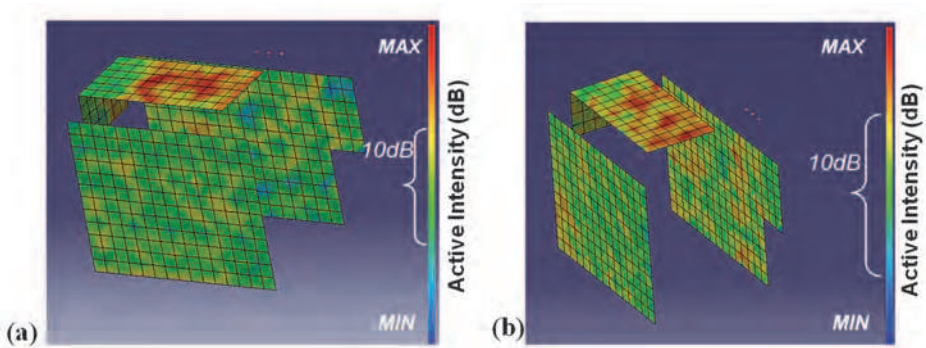 MAX
10dB
MIN
Active Intensity (dB)
(a)
MAX
10dB
MIN
Active Intensity (dB)
(b)